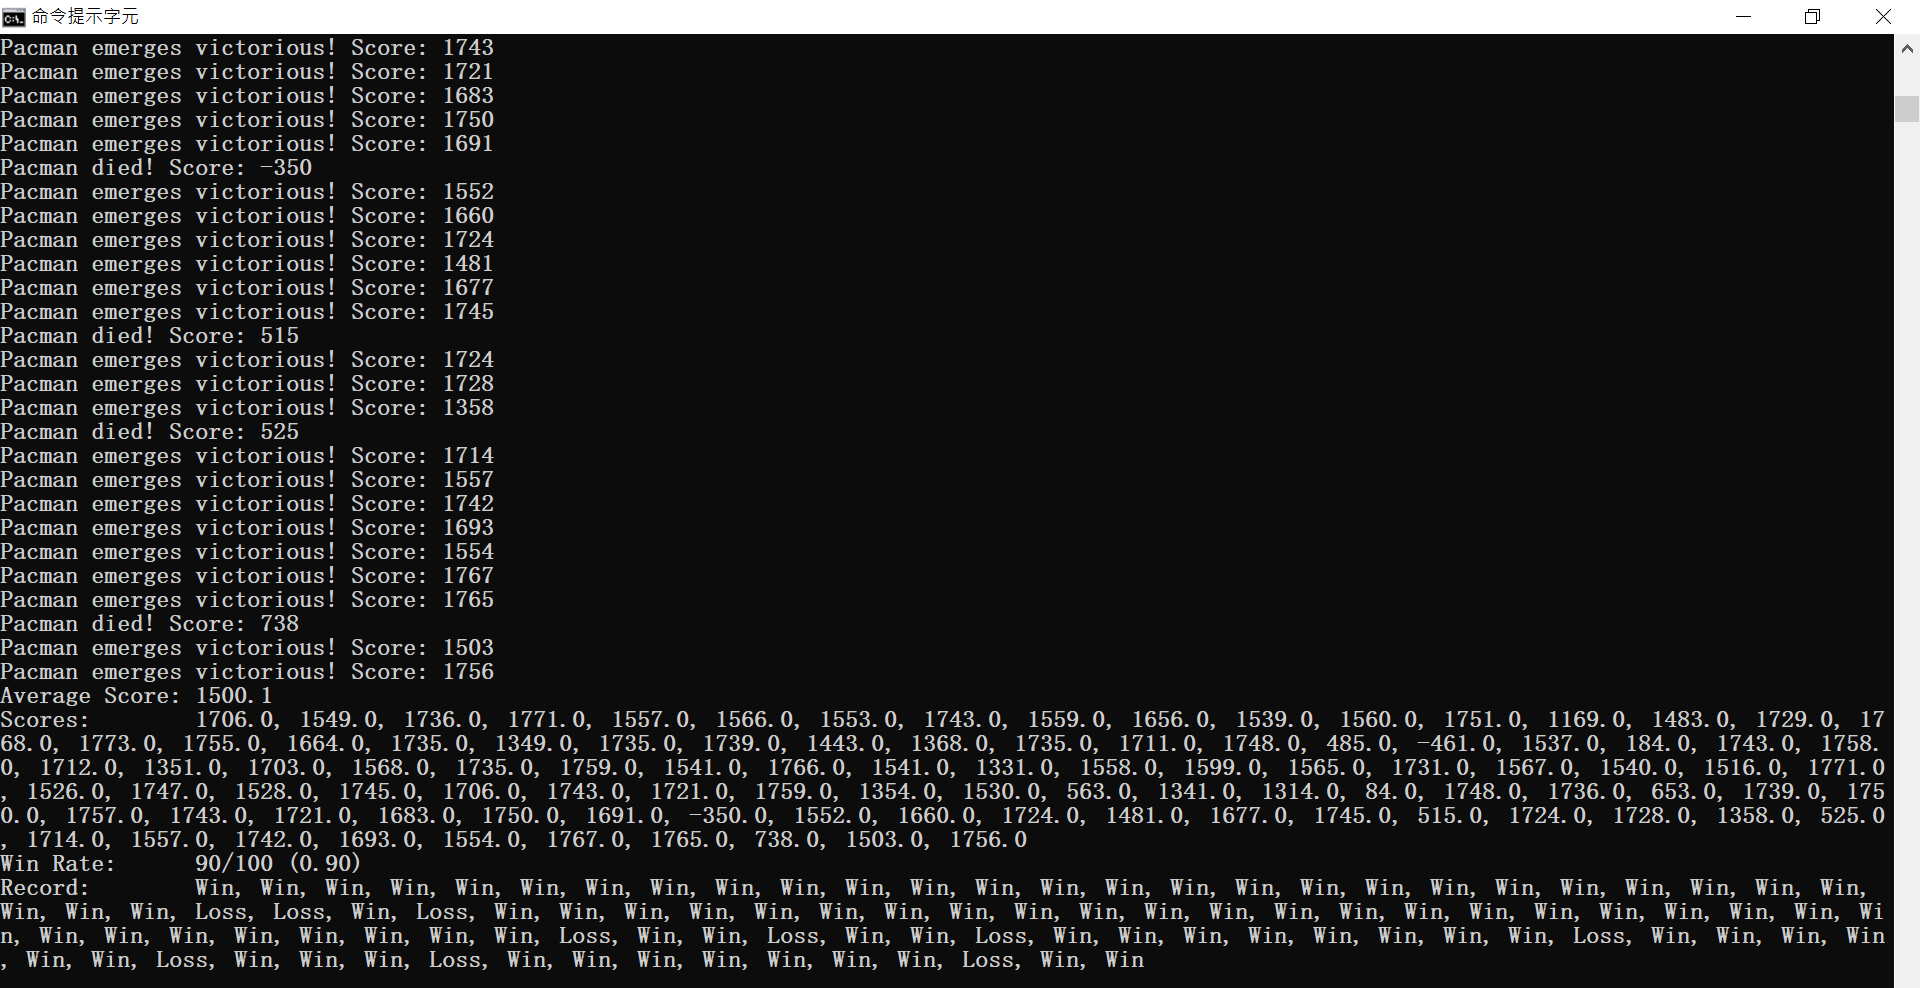 命令提示字元
Pacman emerges victorious! Score: 1743
Pacman emerges victorious! Score: 1721
Pacman emerges victorious! Score: 1683
Pacman emerges victorious! Score: 1750
Pacman emerges victorious! Score: 1691
Pacman died! Score: -350
Pacman emerges victorious! Score: 1552
Pacman emerges victorious! Score: 1660
Pacman emerges victorious! Score: 1724
Pacman emerges victorious! Score: 1481
Pacman emerges victorious! Score: 1677
Pacman emerges victorious! Score: 1745
Pacman died! Score: 515
Pacman emerges victorious! Score: 1724
Pacman emerges victorious! Score: 1728
Pacman emerges victorious! Score: 1358
Pacman died! Score: 525
Pacman emerges victorious! Score: 1714
Pacman emerges victorious! Score: 1557
Pacman emerges victorious! Score: 1742
Pacman emerges victorious! Score: 1693
Pacman emerges victorious! Score: 1554
Pacman emerges victorious! Score: 1767
Pacman emerges victorious! Score: 1765
Pacman died! Score: 738
Pacman emerges victorious! Score: 1503
Pacman emerges victorious! Score: 1756
Average Score: 1500.1
Scores:        1706.0, 1549.0, 1736.0, 1771.0, 1557.0, 1566.0, 1553.0, 1743.0, 1559.0, 1656.0, 1539.0, 1560.0, 1751.0, 1169.0, 1483.0, 1729.0, 17
68.0, 1773.0, 1755.0, 1664.0, 1735.0, 1349.0, 1735.0, 1739.0, 1443.0, 1368.0, 1735.0, 1711.0, 1748.0, 485.0, -461.0, 1537.0, 184.0, 1743.0, 1758.
0, 1712.0, 1351.0, 1703.0, 1568.0, 1735.0, 1759.0, 1541.0, 1766.0, 1541.0, 1331.0, 1558.0, 1599.0, 1565.0, 1731.0, 1567.0, 1540.0, 1516.0, 1771.0
, 1526.0, 1747.0, 1528.0, 1745.0, 1706.0, 1743.0, 1721.0, 1759.0, 1354.0, 1530.0, 563.0, 1341.0, 1314.0, 84.0, 1748.0, 1736.0, 653.0, 1739.0, 175
0.0, 1757.0, 1743.0, 1721.0, 1683.0, 1750.0, 1691.0, -350.0, 1552.0, 1660.0, 1724.0, 1481.0, 1677.0, 1745.0, 515.0, 1724.0, 1728.0, 1358.0, 525.0
, 1714.0, 1557.0, 1742.0, 1693.0, 1554.0, 1767.0, 1765.0, 738.0, 1503.0, 1756.0
Win Rate:      90/100 (0.90)
Record:        Win, Win, Win, Win, Win, Win, Win, Win, Win, Win, Win, Win, Win, Win, Win, Win, Win, Win, Win, Win, Win, Win, Win, Win, Win, Win,
Win, Win, Win, Loss, Loss, Win, Loss, Win, Win, Win, Win, Win, Win, Win, Win, Win, Win, Win, Win, Win, Win, Win, Win, Win, Win, Win, Win, Win, Wi
n, Win, Win, Win, Win, Win, Win, Win, Win, Loss, Win, Win, Loss, Win, Win, Loss, Win, Win, Win, Win, Win, Win, Win, Win, Loss, Win, Win, Win, Win
, Win, Win, Loss, Win, Win, Win, Loss, Win, Win, Win, Win, Win, Win, Win, Loss, Win, Win